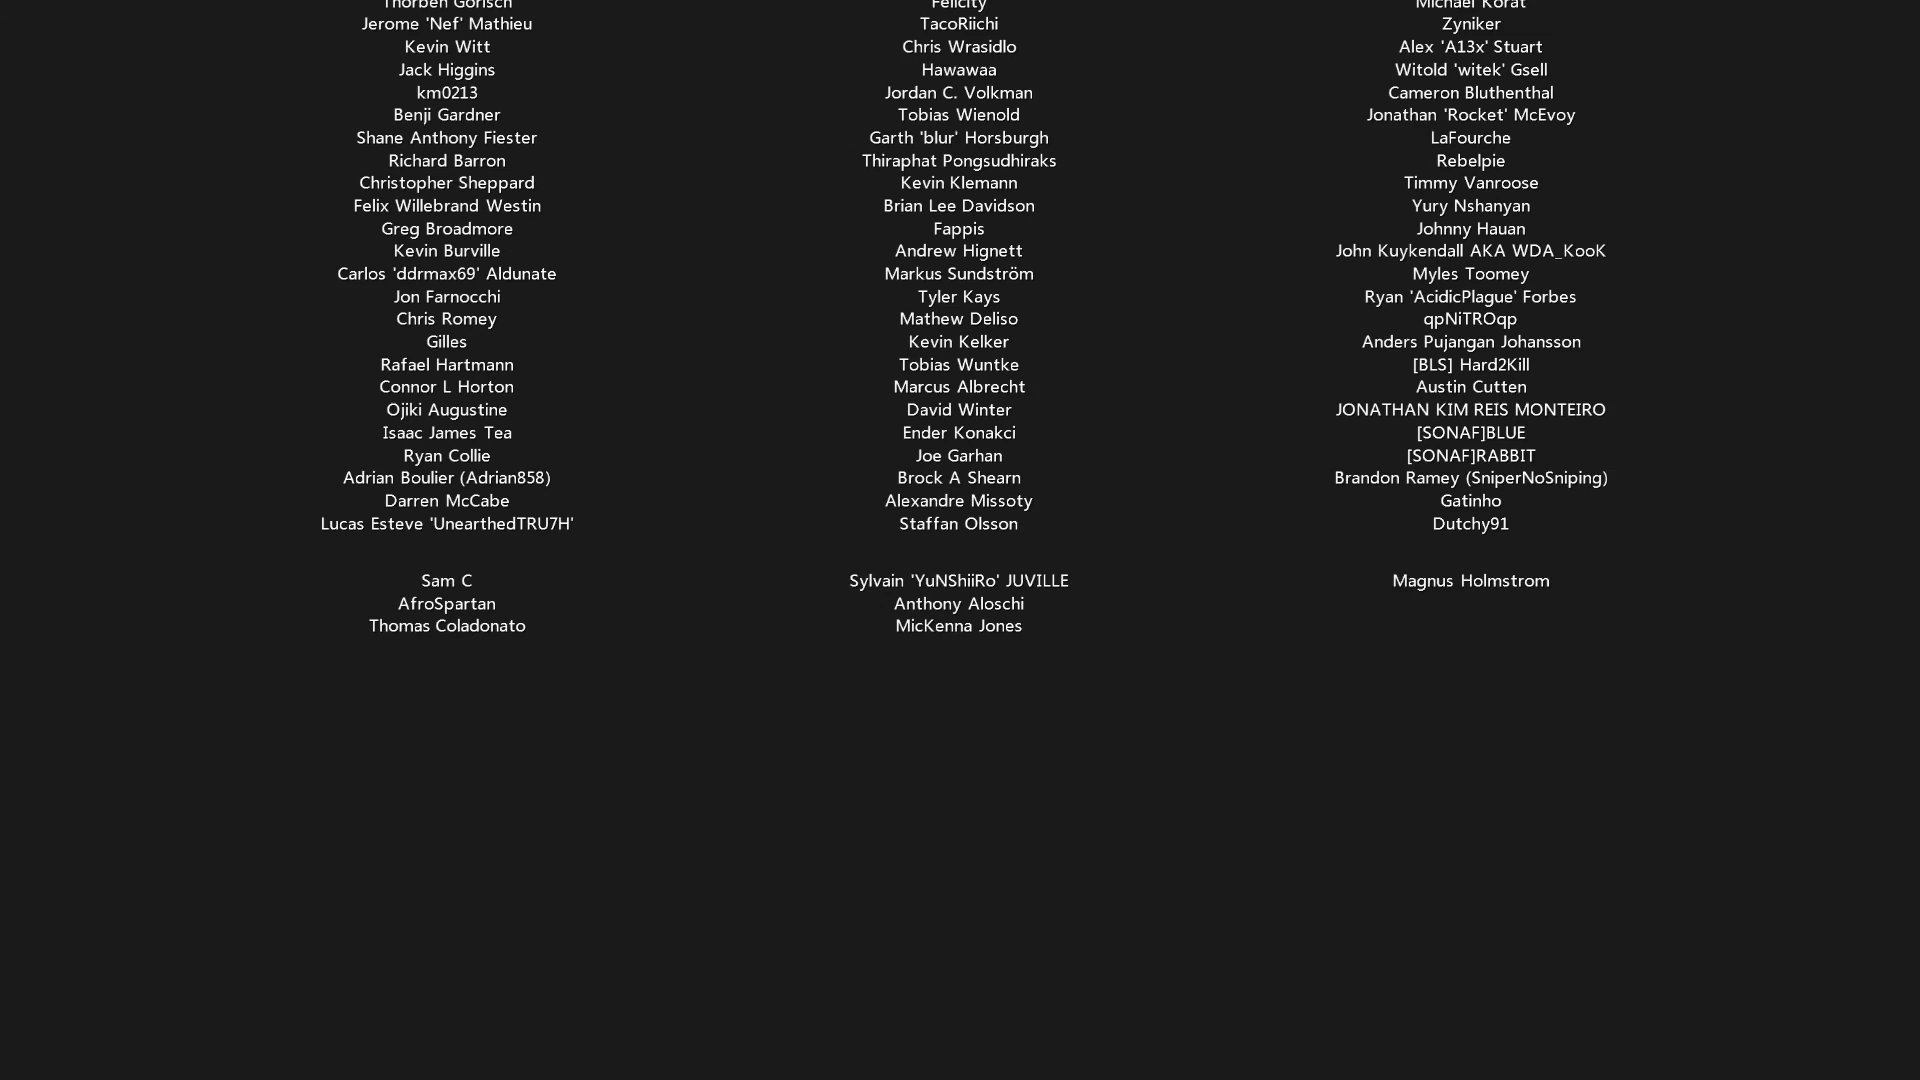 Thorben Gorisch Felicity Michael Korat
Jerome 'Nef' Mathieu TacoRiichi Zyniker
Kevin Witt Chris Wrasidlo Alex 'A13x' Stuart
Jack Higgins Hawawaa Witold 'witek' Gsell
km0213 Jordan C. Volkman Cameron Bluthenthal
Benji Gardner Tobias Wienold Jonathan 'Rocket' McEvoy
Shane Anthony Fiester Garth 'blur' Horsburgh LaFourche
Richard Barron Thiraphat Pongsudhiraks Rebelpie
Christopher Sheppard Kevin Klemann Timmy Vanroose
Felix Willebrand Westin Brian Lee Davidson Yury Nshanyan
Greg Broadmore Fappis Johnny Hauan
Kevin Burville Andrew Hignett John Kuykendall AKA WDA_KooK
Carlos 'ddrmax69' Aldunate Markus Sundström Myles Toomey
Jon Farnocchi Tyler Kays Ryan 'AcidicPlague' Forbes
Chris Romey Mathew Deliso qpNiTROqp
Gilles Kevin Kelker Anders Pujangan Johansson
Rafael Hartmann Tobias Wuntke [BLS] Hard2Kill
Connor L Horton Marcus Albrecht Austin Cutten
Ojiki Augustine David Winter JONATHAN KIM REIS MONTEIRO
Isaac James Tea Ender Konakci [SONAF]BLUE
Ryan Collie Joe Garhan [SONAF]RABBIT
Adrian Boulier (Adrian858) Brock A Shearn Brandon Ramey (SniperNoSniping)
Darren McCabe Alexandre Missoty Gatinho
Lucas Esteve 'UnearthedTRU7H' Staffan Olsson Dutchy91
Sam C Sylvain 'YuNShiiRo' JUVILLE Magnus Holmstrom
AfroSpartan Anthony Aloschi
Thomas Coladonato MicKenna Jones